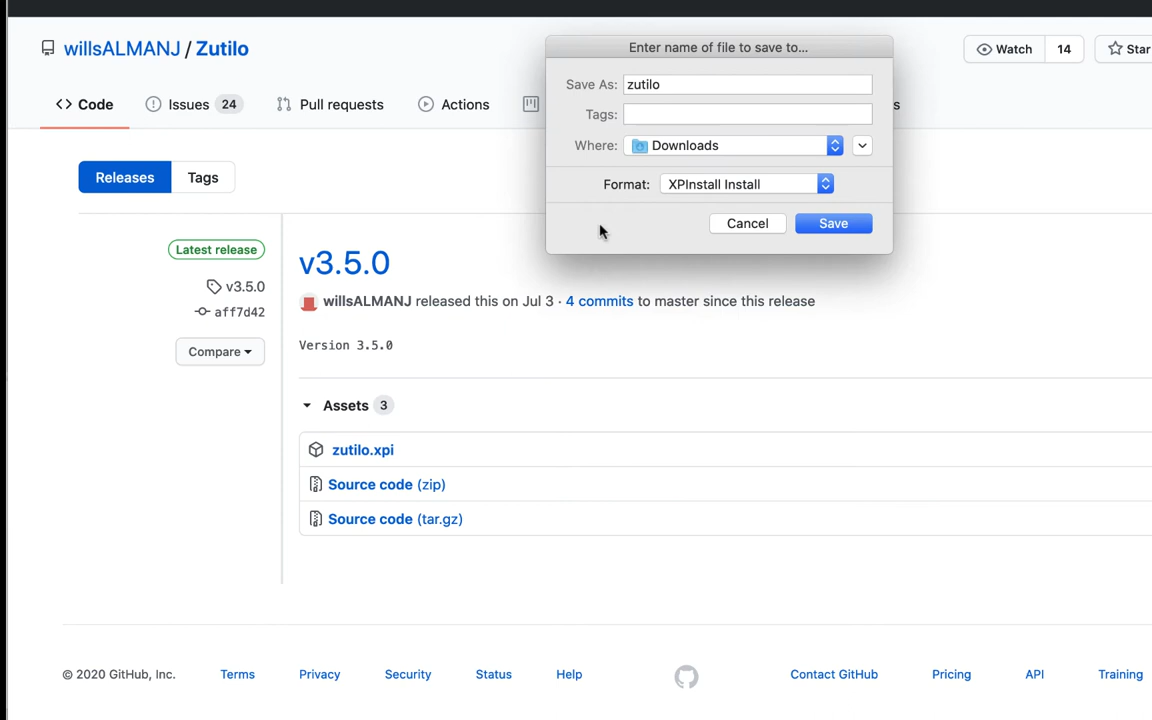 willsALMANJ / Zutilo
Watch 14
Star
Code
Issues 24
Pull requests
Actions
s
Enter name of file to save to...
Save As: zutilo
Tags:
Where: Downloads
Format: XPInstall Install
Cancel Save
Releases Tags
Latest release
v3.5.0
aff7d42
Compare
v3.5.0
willsALMANJ released this on Jul 3 · 4 commits to master since this release
Version 3.5.0
Assets 3
zutilo.xpi
Source code (zip)
Source code (tar.gz)
© 2020 GitHub, Inc. Terms Privacy Security Status Help Contact GitHub Pricing API Training